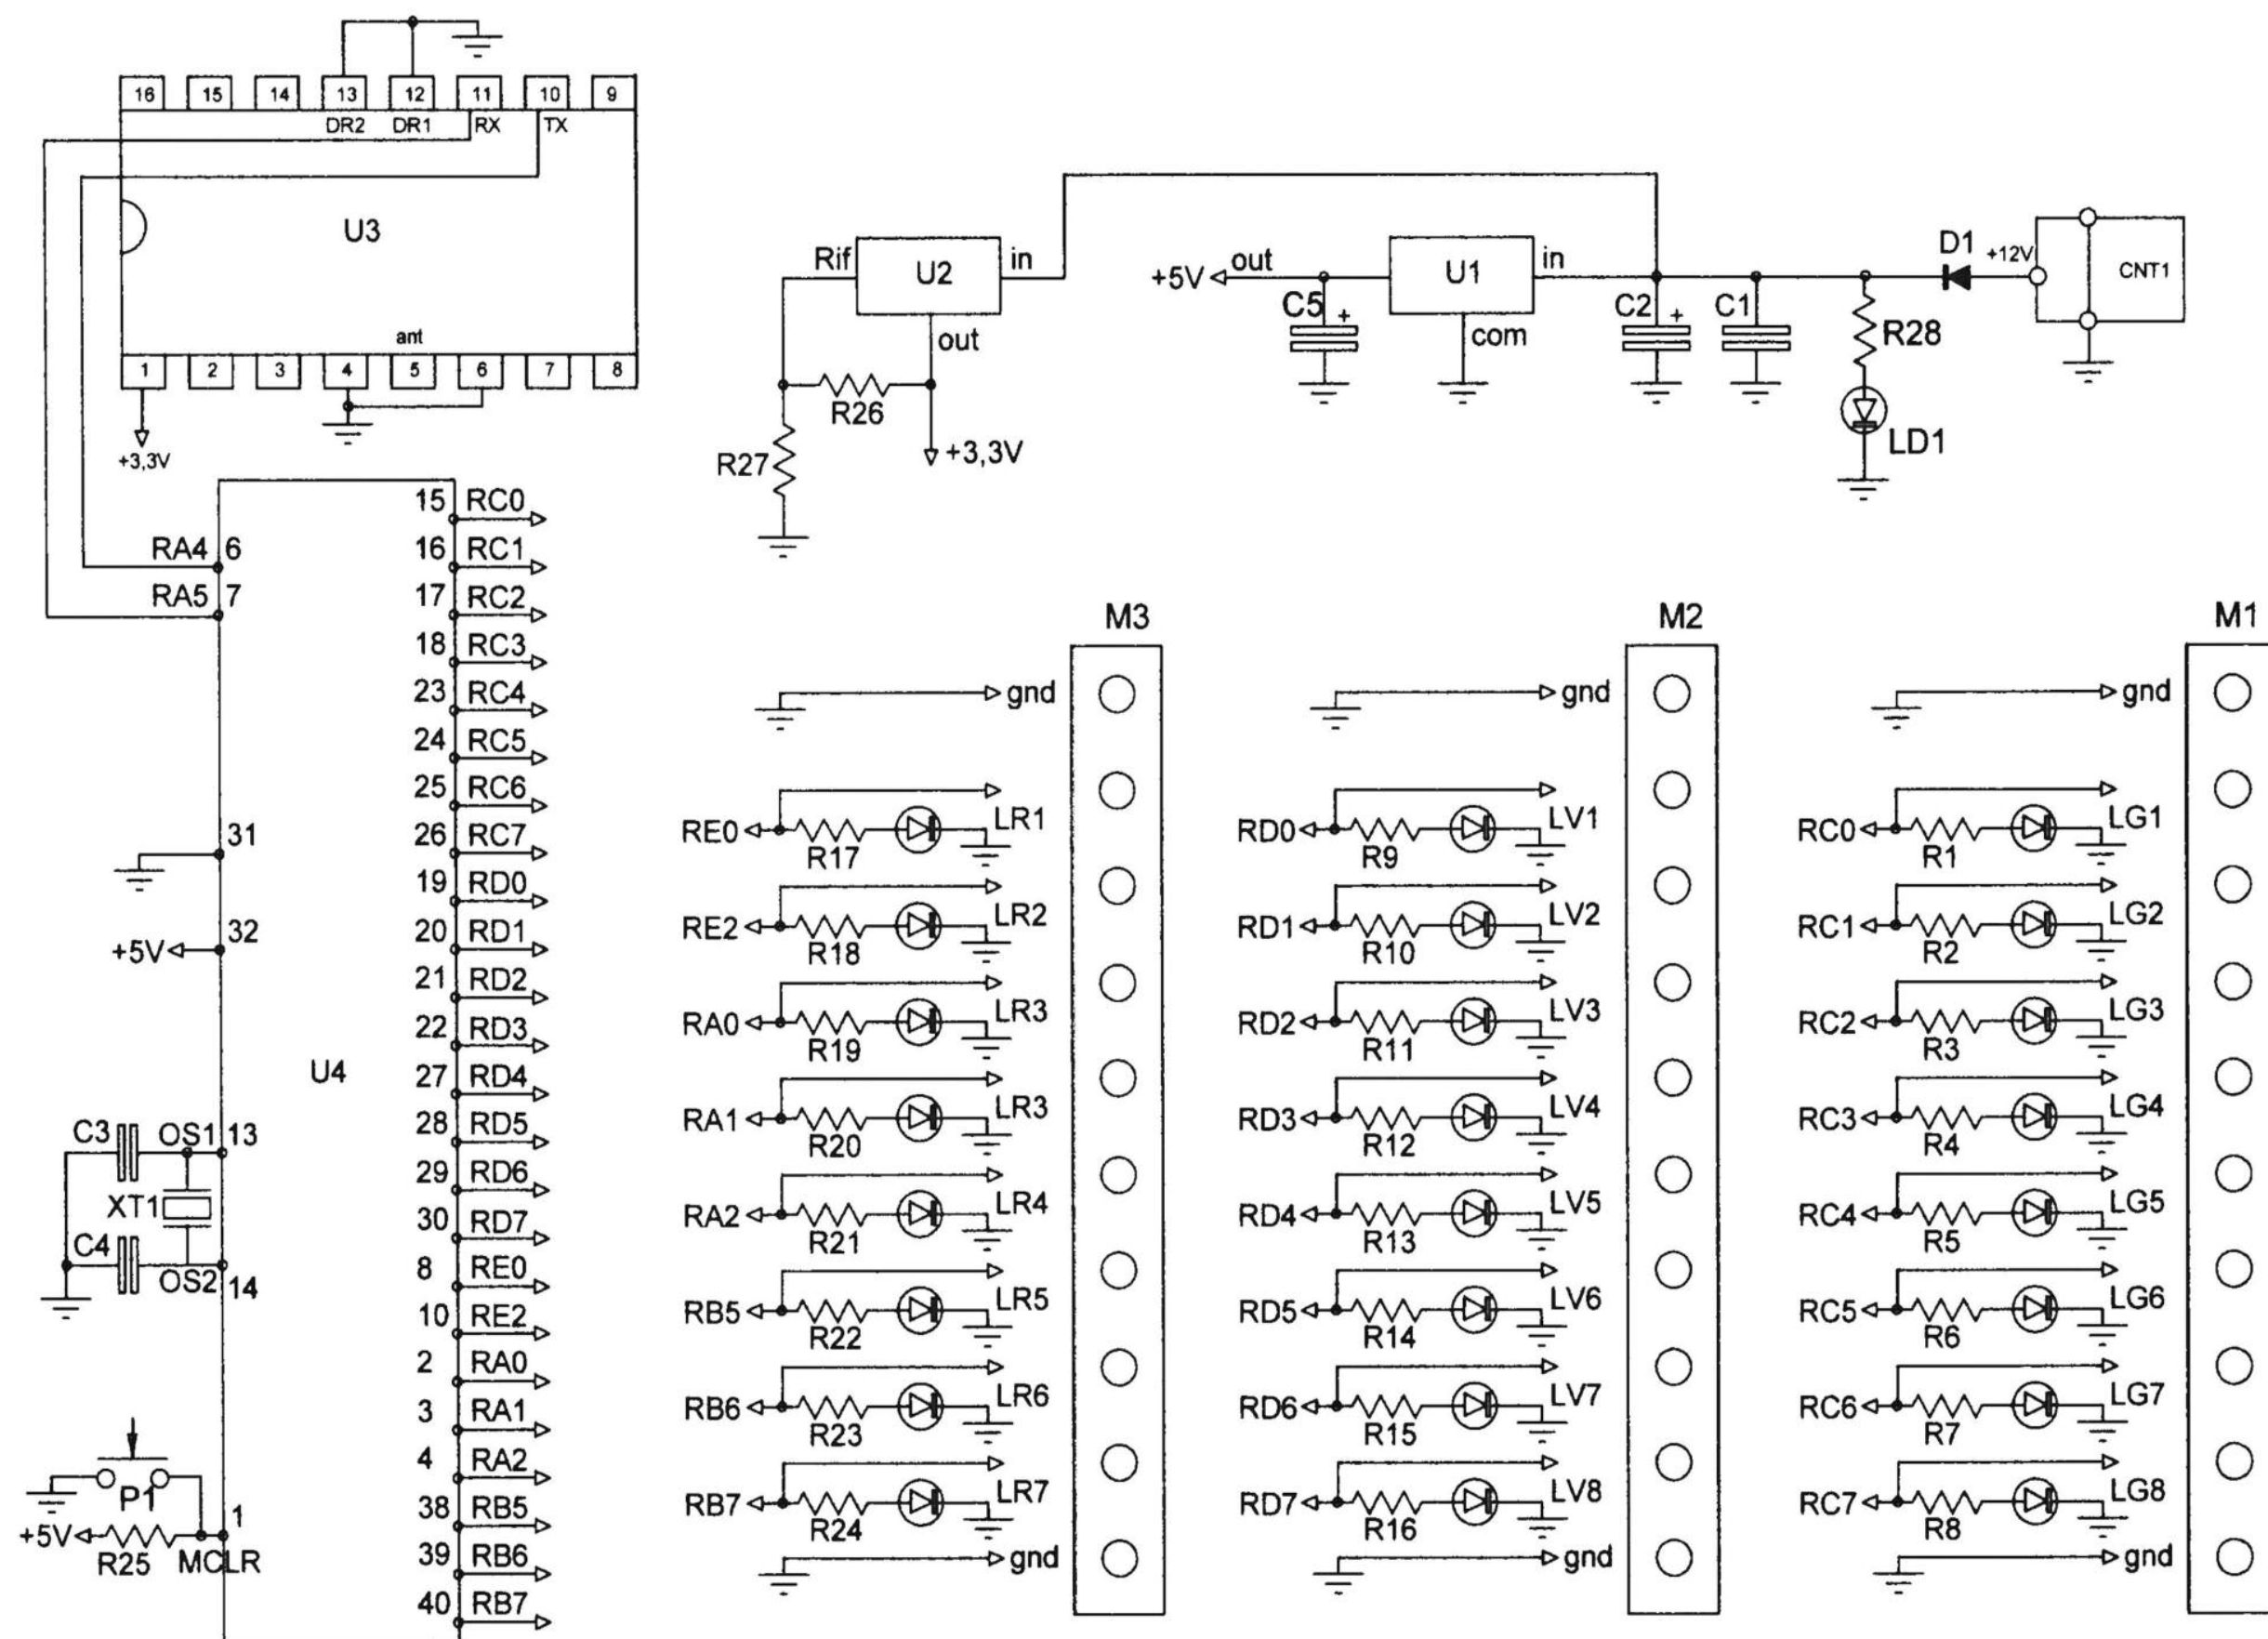 16 15 14 13 12 11 10 9
DR2 DR1 RX TX
U3
ant
1 2 3 4 5 6 7 8
+3,3V
Rif U2 in
out
R26
R27
+3,3V
+5V out U1 in
C5 +
com
C2 +
C1
D1 +12V CNT1
R28
LD1
RA4 6
RA5 7
31
+5V 32
U4
C3 OS1 13
XT1
C4 OS2 14
P1
1
+5V R25 MCLR
15 RC0
16 RC1
17 RC2
18 RC3
23 RC4
24 RC5
25 RC6
26 RC7
19 RD0
20 RD1
21 RD2
22 RD3
27 RD4
28 RD5
29 RD6
30 RD7
8 RE0
10 RE2
2 RA0
3 RA1
4 RA2
38 RB5
39 RB6
40 RB7
M3
gnd
RE0 R17 LR1
RE2 R18 LR2
RA0 R19 LR3
RA1 R20 LR3
RA2 R21 LR4
RB5 R22 LR5
RB6 R23 LR6
RB7 R24 LR7
gnd
M2
gnd
RD0 R9 LV1
RD1 R10 LV2
RD2 R11 LV3
RD3 R12 LV4
RD4 R13 LV5
RD5 R14 LV6
RD6 R15 LV7
RD7 R16 LV8
gnd
M1
gnd
RC0 R1 LG1
RC1 R2 LG2
RC2 R3 LG3
RC3 R4 LG4
RC4 R5 LG5
RC5 R6 LG6
RC6 R7 LG7
RC7 R8 LG8
gnd